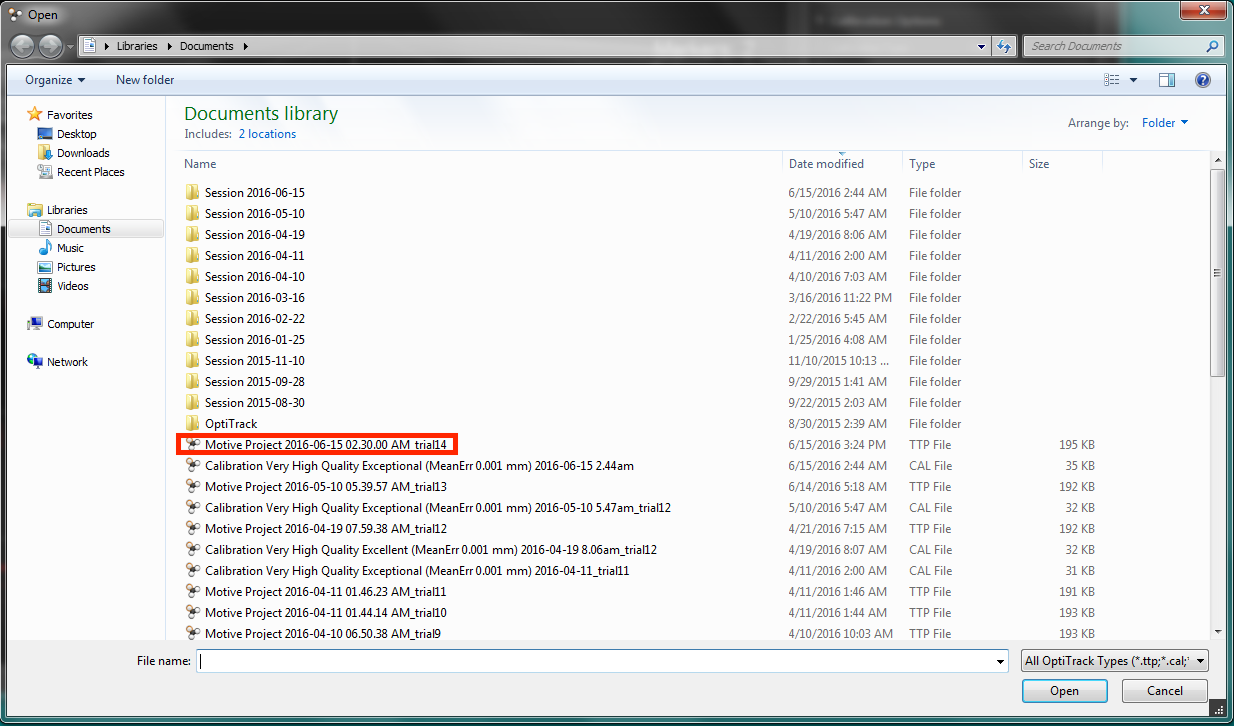 Open
Libraries Documents
Search Documents
Organize New folder
Favorites
Desktop
Downloads
Recent Places
Libraries
Documents
Music
Pictures
Videos
Computer
Network
Documents library
Includes: 2 locations
Arrange by: Folder
Name Date modified Type Size
Session 2016-06-15 6/15/2016 2:44 AM File folder
Session 2016-05-10 5/10/2016 5:47 AM File folder
Session 2016-04-19 4/19/2016 8:06 AM File folder
Session 2016-04-11 4/11/2016 2:00 AM File folder
Session 2016-04-10 4/10/2016 7:03 AM File folder
Session 2016-03-16 3/16/2016 11:22 PM File folder
Session 2016-02-22 2/22/2016 5:45 AM File folder
Session 2016-01-25 1/25/2016 4:08 AM File folder
Session 2015-11-10 11/10/2015 10:13 ... File folder
Session 2015-09-28 9/29/2015 1:41 AM File folder
Session 2015-08-30 9/22/2015 2:03 AM File folder
OptiTrack 8/30/2015 2:39 AM File folder
Motive Project 2016-06-15 02.30.00 AM_trial14 6/15/2016 3:24 PM TTP File 195 KB
Calibration Very High Quality Exceptional (MeanErr 0.001 mm) 2016-06-15 2.44am 6/15/2016 2:44 AM CAL File 35 KB
Motive Project 2016-05-10 05.39.57 AM_trial13 6/14/2016 5:18 AM TTP File 192 KB
Calibration Very High Quality Exceptional (MeanErr 0.001 mm) 2016-05-10 5.47am_trial12 5/10/2016 5:47 AM CAL File 32 KB
Motive Project 2016-04-19 07.59.38 AM_trial12 4/21/2016 7:15 AM TTP File 192 KB
Calibration Very High Quality Excellent (MeanErr 0.001 mm) 2016-04-19 8.06am_trial12 4/19/2016 8:07 AM CAL File 32 KB
Calibration Very High Quality Exceptional (MeanErr 0.001 mm) 2016-04-11_trial11 4/11/2016 2:00 AM CAL File 31 KB
Motive Project 2016-04-11 01.46.23 AM_trial11 4/11/2016 1:46 AM TTP File 191 KB
Motive Project 2016-04-11 01.44.14 AM_trial10 4/11/2016 1:44 AM TTP File 193 KB
Motive Project 2016-04-10 06.50.38 AM_trial9 4/10/2016 10:03 AM TTP File 193 KB
File name: All OptiTrack Types (*.ttp;*.cal;*
Open Cancel